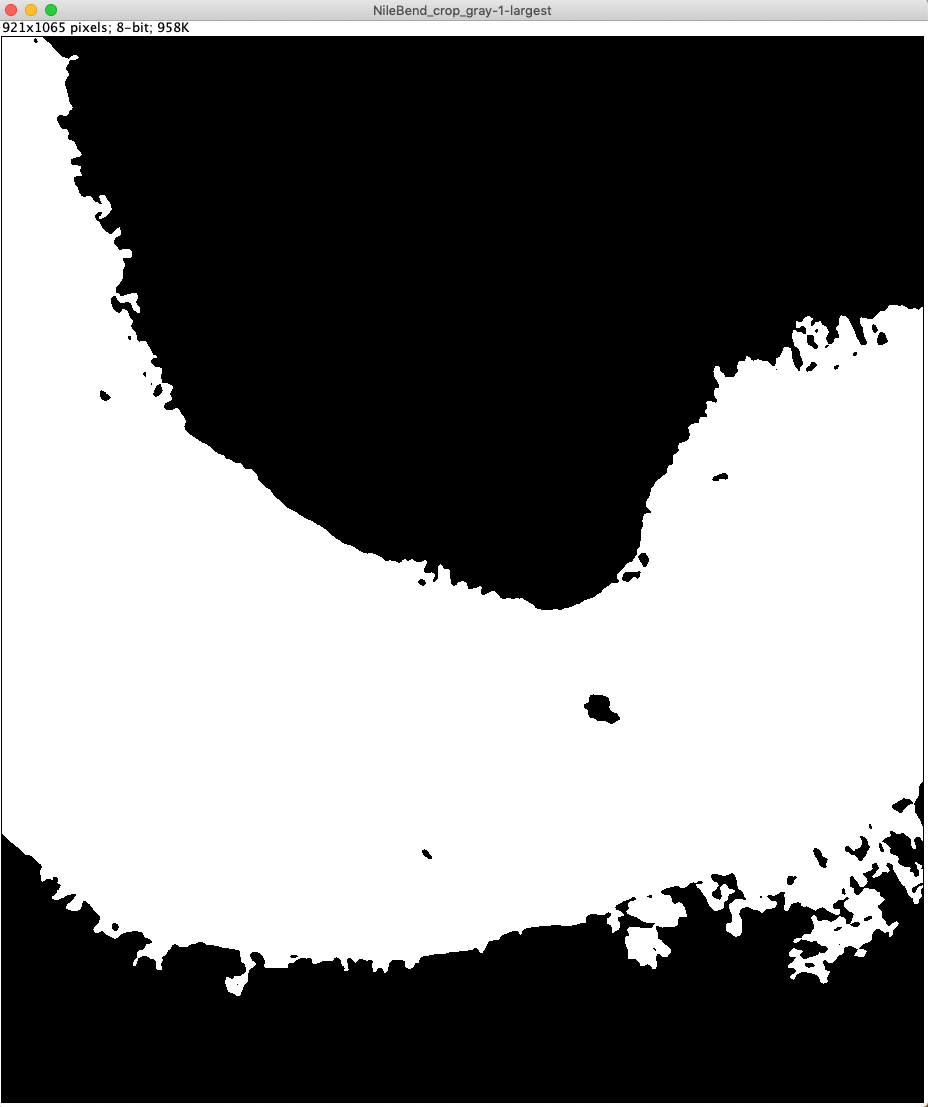 NileBend_crop_gray-1-largest
921x1065 pixels; 8-bit; 958K